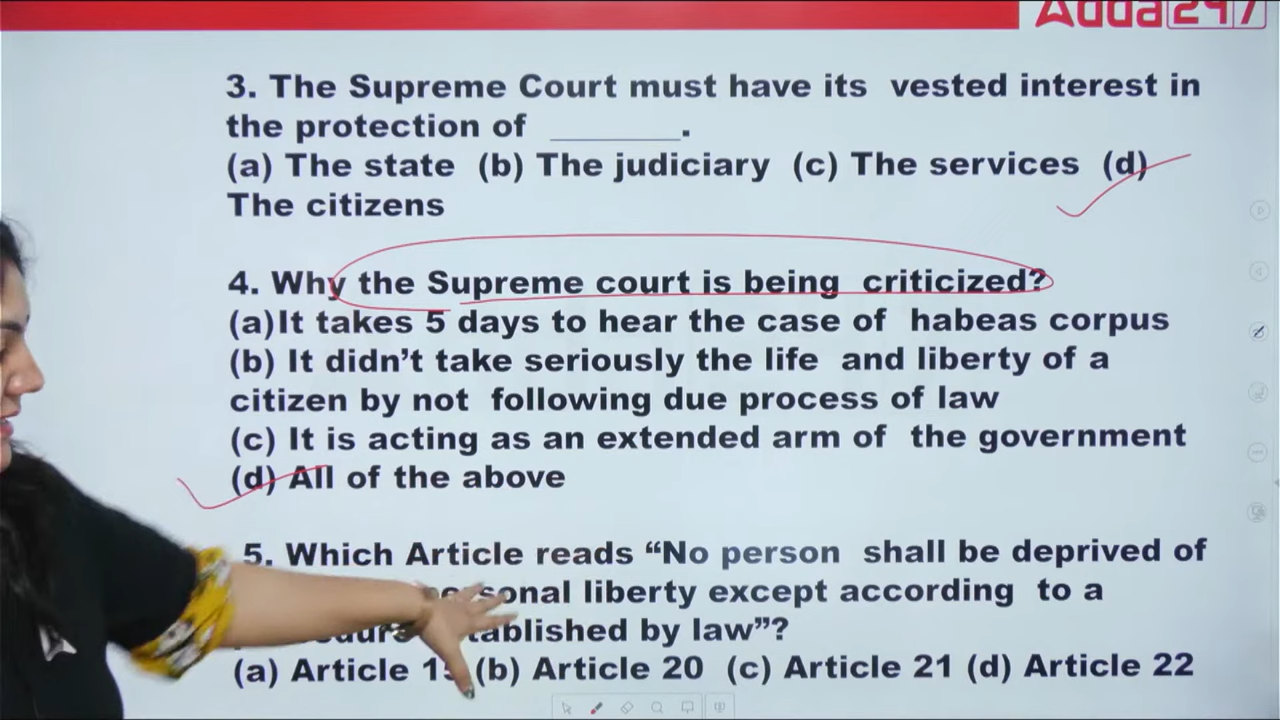 Adda247
3. The Supreme Court must have its vested interest in
the protection of ________.
(a) The state (b) The judiciary (c) The services (d)
The citizens
4. Why the Supreme court is being criticized?
(a)It takes 5 days to hear the case of habeas corpus
(b) It didn’t take seriously the life and liberty of a
citizen by not following due process of law
(c) It is acting as an extended arm of the government
(d) All of the above
5. Which Article reads “No person shall be deprived of
personal liberty except according to a
established by law”?
(a) Article (b) Article 20 (c) Article 21 (d) Article 22